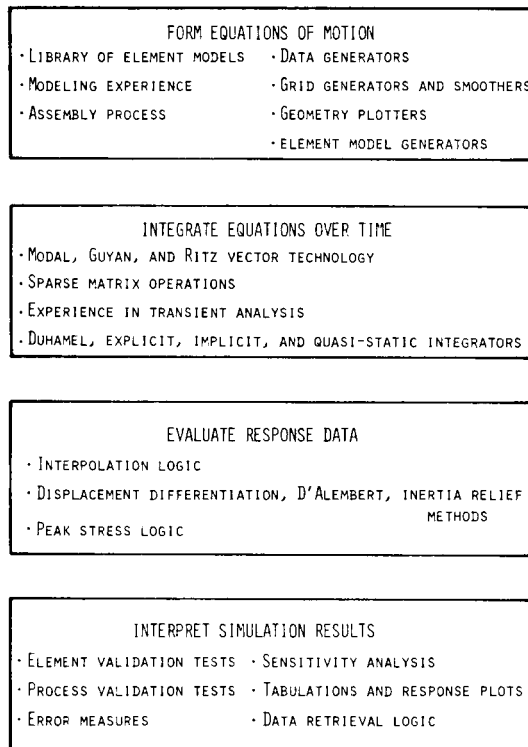 FORM EQUATIONS OF MOTION
· LIBRARY OF ELEMENT MODELS · DATA GENERATORS
· MODELING EXPERIENCE · GRID GENERATORS AND SMOOTHERS
· ASSEMBLY PROCESS · GEOMETRY PLOTTERS
· ELEMENT MODEL GENERATORS
INTEGRATE EQUATIONS OVER TIME
· MODAL, GUYAN, AND RITZ VECTOR TECHNOLOGY
· SPARSE MATRIX OPERATIONS
· EXPERIENCE IN TRANSIENT ANALYSIS
· DUHAMEL, EXPLICIT, IMPLICIT, AND QUASI-STATIC INTEGRATORS
EVALUATE RESPONSE DATA
· INTERPOLATION LOGIC
· DISPLACEMENT DIFFERENTIATION, D'ALEMBERT, INERTIA RELIEF
METHODS
· PEAK STRESS LOGIC
INTERPRET SIMULATION RESULTS
· ELEMENT VALIDATION TESTS · SENSITIVITY ANALYSIS
· PROCESS VALIDATION TESTS · TABULATIONS AND RESPONSE PLOTS
· ERROR MEASURES · DATA RETRIEVAL LOGIC